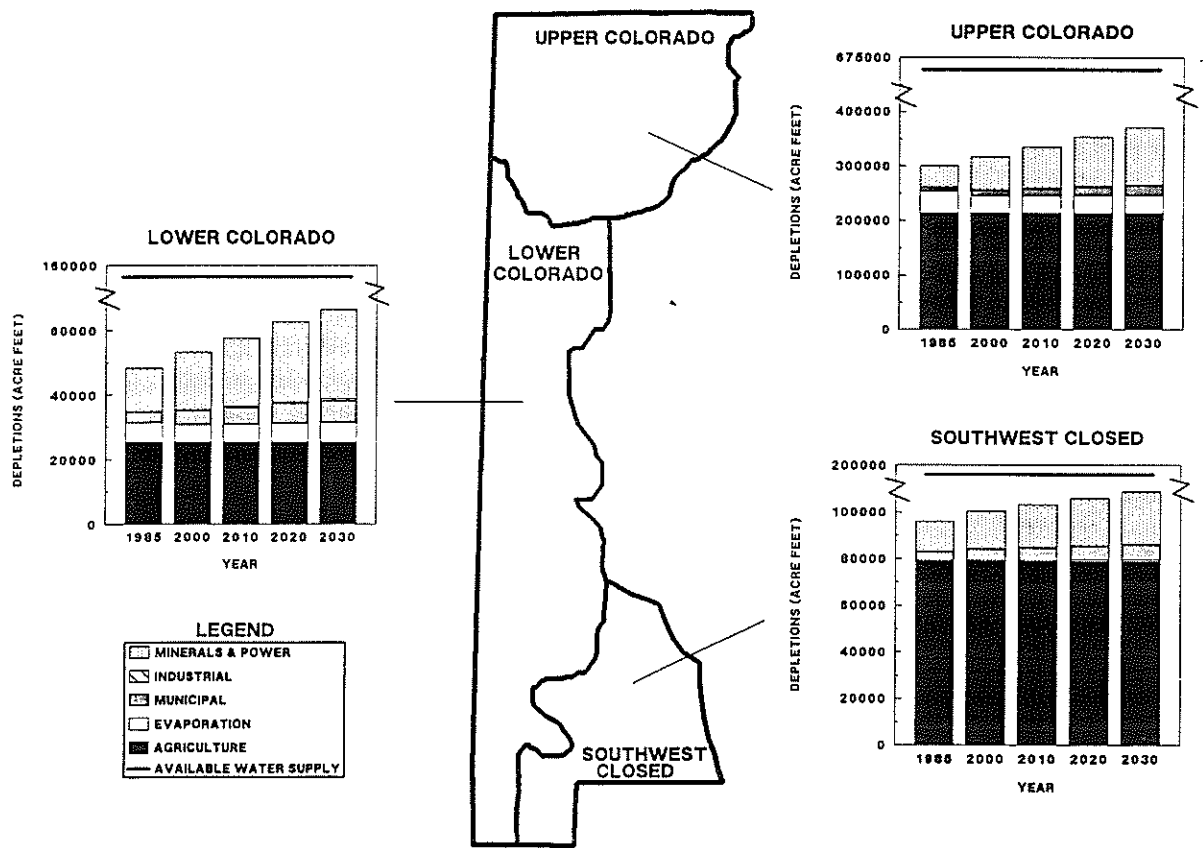 UPPER COLORADO
LOWER
COLORADO
SOUTHWEST
CLOSED
UPPER COLORADO
675000
400000
300000
200000
100000
0
DEPLETIONS (ACRE FEET)
1985 2000 2010 2020 2030
YEAR
LOWER COLORADO
160000
60000
40000
20000
0
DEPLETIONS (ACRE FEET)
1985 2000 2010 2020 2030
YEAR
SOUTHWEST CLOSED
200000
100000
80000
60000
40000
20000
0
DEPLETIONS (ACRE FEET)
1985 2000 2010 2020 2030
YEAR
LEGEND
MINERALS & POWER
INDUSTRIAL
MUNICIPAL
EVAPORATION
AGRICULTURE
AVAILABLE WATER SUPPLY